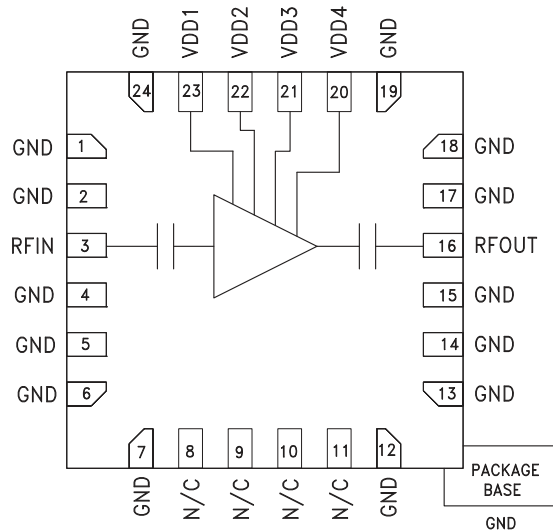 GND VDD1 VDD2 VDD3 VDD4 GND
24 23 22 21 20 19
GND 1 18 GND
GND 2 17 GND
RFIN 3 16 RFOUT
GND 4 15 GND
GND 5 14 GND
GND 6 13 GND
7 8 9 10 11 12
GND N/C N/C N/C N/C GND
PACKAGE
BASE
GND